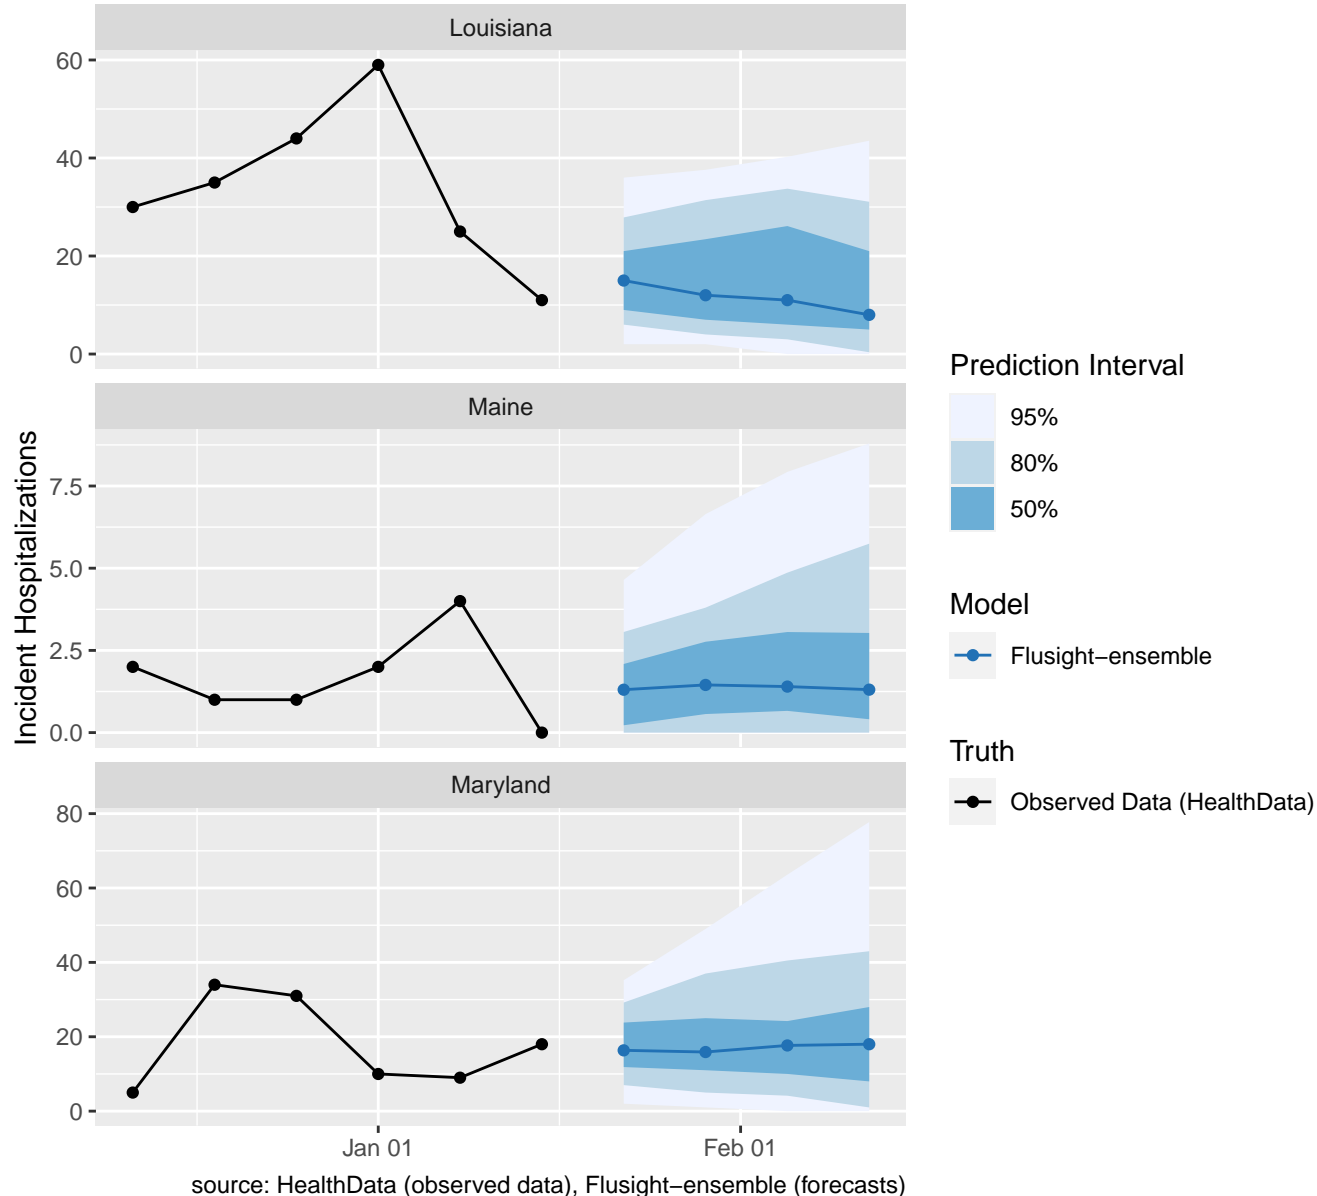 Louisiana
60
40
20
0
Maine
7.5
5.0
2.5
0.0
Maryland
80
60
40
20
0
Jan 01
Feb 01
Incident Hospitalizations
source: HealthData (observed data), Flusight−ensemble (forecasts)
Prediction Interval
95%
80%
50%
Model
Flusight−ensemble
Truth
Observed Data (HealthData)